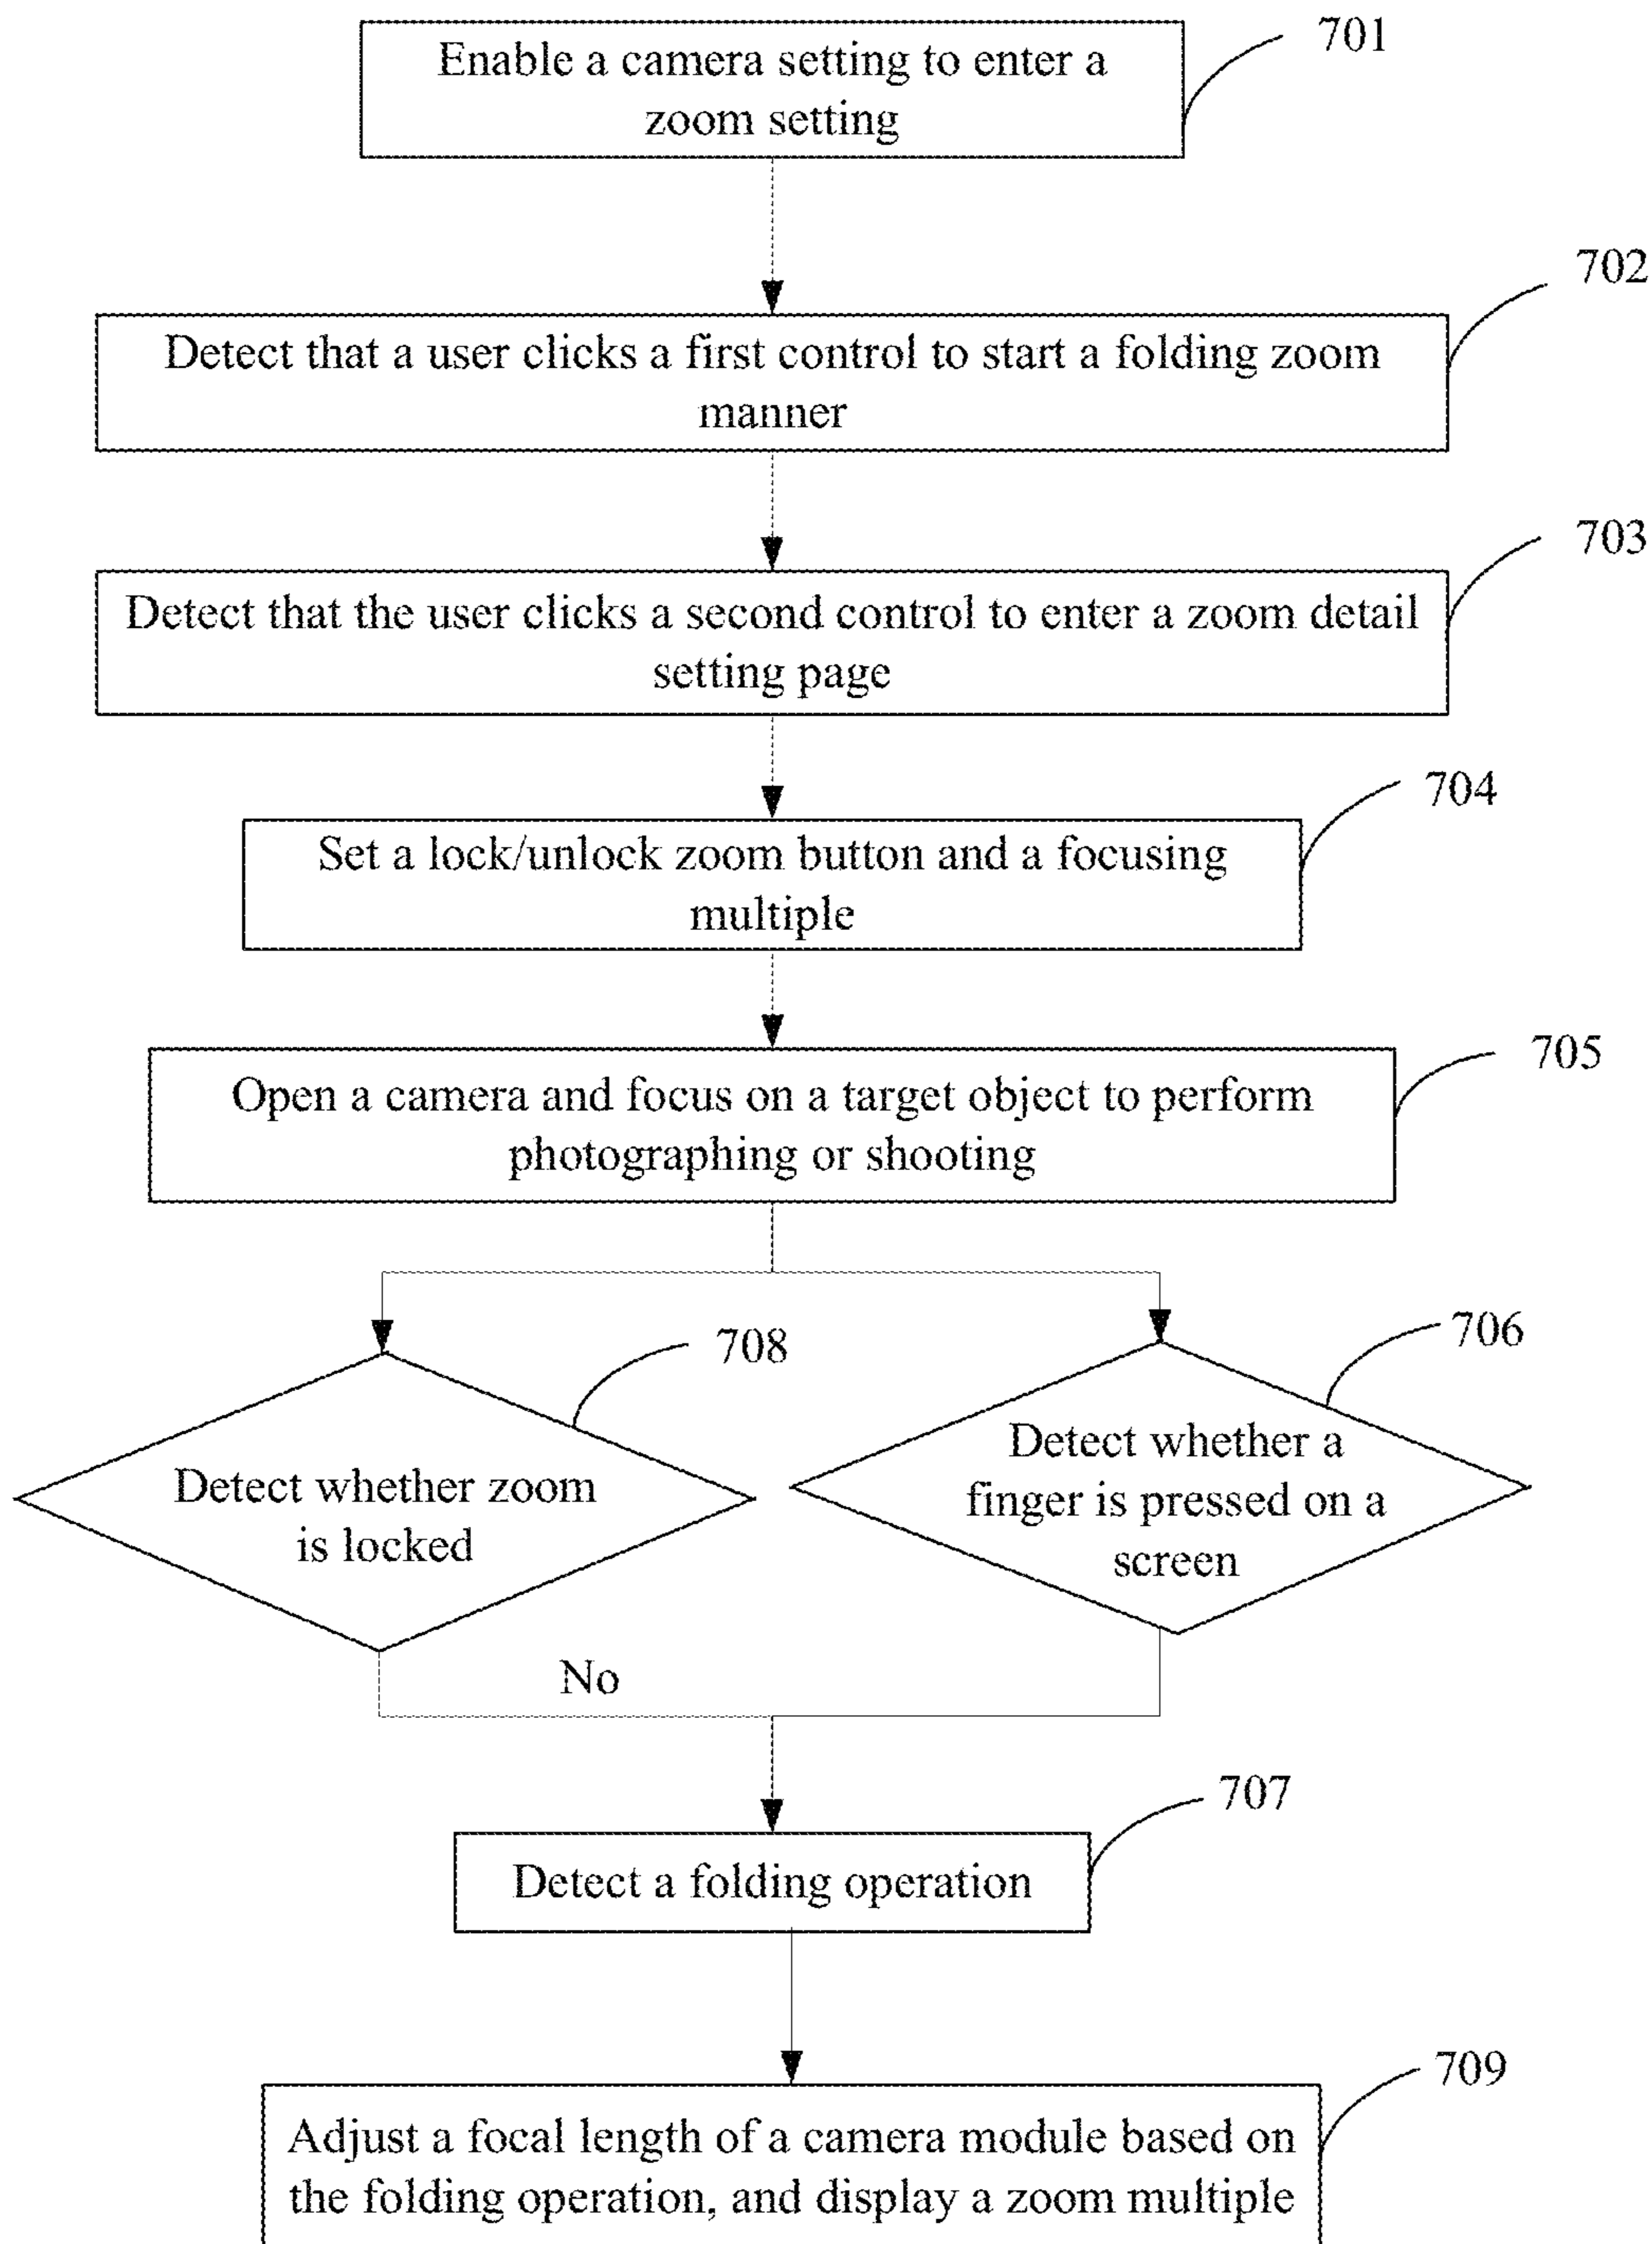 701
Enable a camera setting to enter a
zoom setting
702
Detect that a user clicks a first control to start a folding zoom
manner
703
Detect that the user clicks a second control to enter a zoom detail
setting page
704
Set a lock/unlock zoom button and a focusing
multiple
705
Open a camera and focus on a target object to perform
photographing or shooting
708
Detect whether zoom
is locked
706
Detect whether a
finger is pressed on a
screen
No
707
Detect a folding operation
709
Adjust a focal length of a camera module based on
the folding operation, and display a zoom multiple